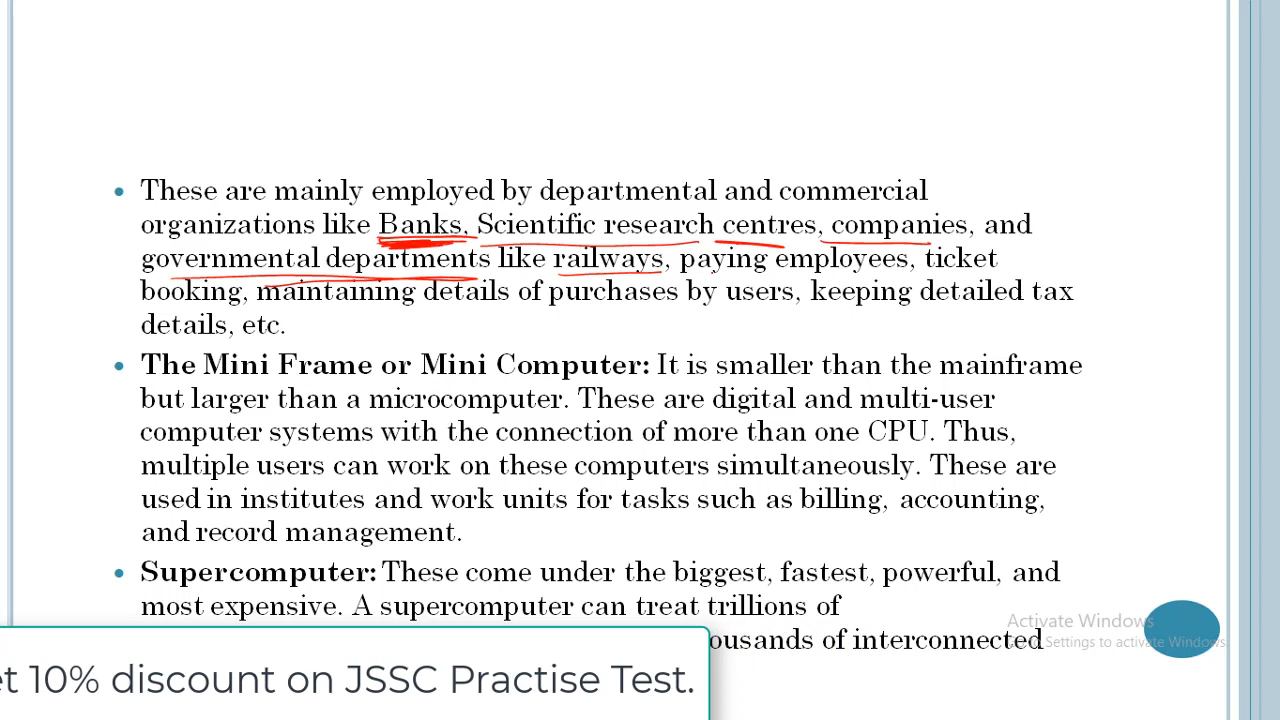 These are mainly employed by departmental and commercial
organizations like Banks, Scientific research centres, companies, and
governmental departments like railways, paying employees, ticket
booking, maintaining details of purchases by users, keeping detailed tax
details, etc.
The Mini Frame or Mini Computer: It is smaller than the mainframe
but larger than a microcomputer. These are digital and multi-user
computer systems with the connection of more than one CPU. Thus,
multiple users can work on these computers simultaneously. These are
used in institutes and work units for tasks such as billing, accounting,
and record management.
Supercomputer: These come under the biggest, fastest, powerful, and
most expensive. A supercomputer can treat trillions of
of interconnected
Activate Windows
Settings to activate Windows.
10% discount on JSSC Practise Test.